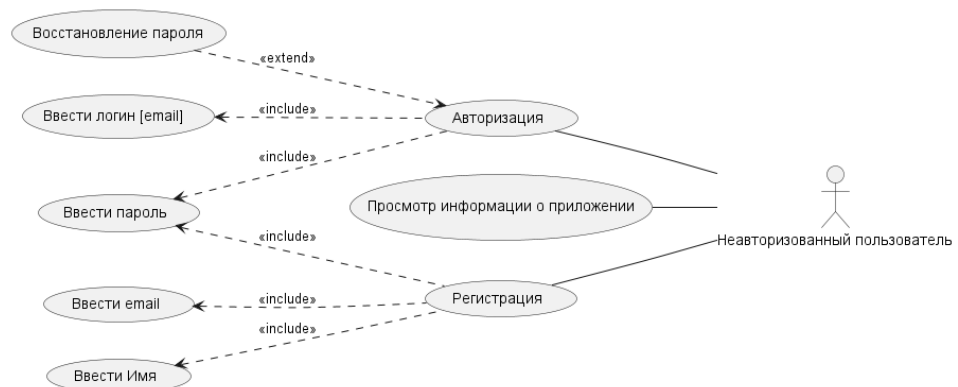 Восстановление пароля
«extend»
Ввести логин [email]
«include»
Авторизация
«include»
Просмотр информации о приложении
Ввести пароль
Неавторизованный пользователь
«include»
Ввести email
«include»
Регистрация
«include»
Ввести Имя